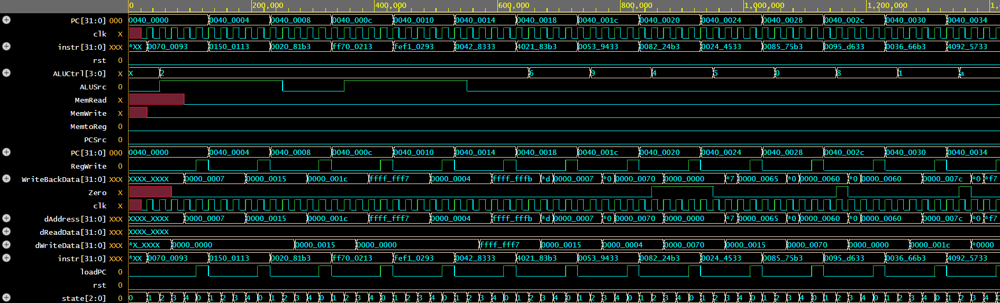 0 200,000 400,000 600,000 800,000 1,000,000 1,200,000 1,
PC[31:0] 000 0040_0000 0040_0004 0040_0008 0040_000c 0040_0010 0040_0014 0040_0018 0040_001c 0040_0020 0040_0024 0040_0028 0040_002c 0040_0030 0040_0034
clk X
instr[31:0] XXX *XX 0070_0093 0150_0113 0020_81b3 ff70_0213 fef1_0293 0042_8333 4021_83b3 0053_9433 0082_24b3 0024_4533 0085_75b3 0095_d633 0036_66b3 4092_5733
rst 0
ALUCtrl[3:0] X X 2 6 9 4 5 0 8 1 a
ALUSrc 0
MemRead X
MemWrite X
MemtoReg 0
PCSrc 0
PC[31:0] 000 0040_0000 0040_0004 0040_0008 0040_000c 0040_0010 0040_0014 0040_0018 0040_001c 0040_0020 0040_0024 0040_0028 0040_002c 0040_0030 0040_0034
RegWrite 0
WriteBackData[31:0] XXX XXXX_XXXX 0000_0007 0000_0015 0000_001c ffff_fff7 0000_0004 ffff_fffb *d 0000_0007 *0 0000_0070 0000_0000 *7 0000_0065 *0 0000_0060 *0 0000_0060 0000_007c *0 *f7
Zero X
clk X
dAddress[31:0] XXX XXXX_XXXX 0000_0007 0000_0015 0000_001c ffff_fff7 0000_0004 ffff_fffb *d 0000_0007 *0 0000_0070 0000_0000 *7 0000_0065 *0 0000_0060 *0 0000_0060 0000_007c *0 *f7
dReadData[31:0] XXX XXXX_XXXX
dWriteData[31:0] XXX *X_XXXX 0000_0000 0000_0015 0000_0000 ffff_fff7 0000_0015 0000_0004 0000_0070 0000_0015 0000_0070 0000_0000 0000_001c *0000
instr[31:0] XXX *XX 0070_0093 0150_0113 0020_81b3 ff70_0213 fef1_0293 0042_8333 4021_83b3 0053_9433 0082_24b3 0024_4533 0085_75b3 0095_d633 0036_66b3 4092_5733
loadPC 0
rst 0
state[2:0] 0 0 1 2 3 4 0 1 2 3 4 0 1 2 3 4 0 1 2 3 4 0 1 2 3 4 0 1 2 3 4 0 1 2 3 4 0 1 2 3 4 0 1 2 3 4 0 1 2 3 4 0 1 2 3 4 0 1 2 3 4 0 1 2 3 4 0 1 2 3 4 0